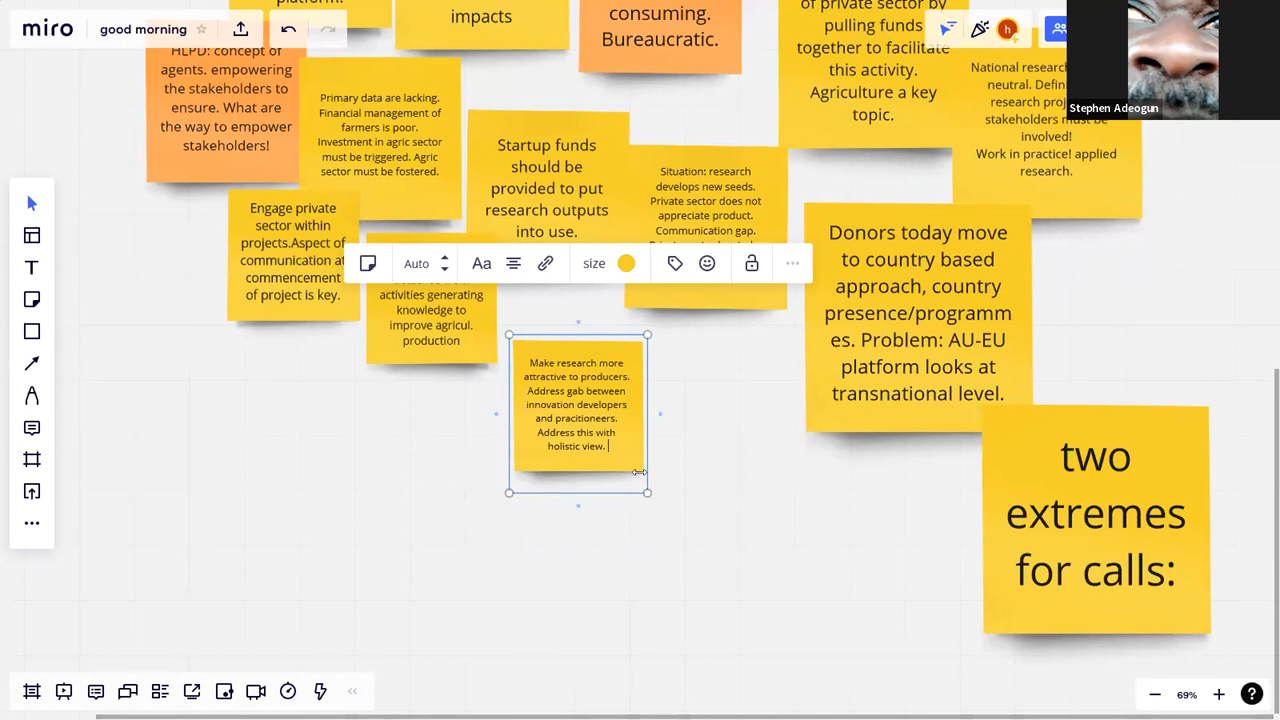 platform.
impacts
consuming.
Bureaucratic.
of private sector by
pulling funds
together to facilitate
this activity.
Agriculture a key
topic.
miro
good morning
h
Stephen Adeogun
HLPD: concept of
agents. empowering
the stakeholders to
ensure. What are
the way to empower
stakeholders!
Primary data are lacking.
Financial management of
farmers is poor.
Investment in agric sector
must be triggered. Agric
sector must be fostered.
Startup funds
should be
provided to put
research outputs
into use.
Situation: research
develops new seeds.
Private sector does not
appreciate product.
Communication gap.
National research
neutral.
research
stakeholders must be
involved!
Work in practice! applied
research.
Engage private
sector within
projects.Aspect of
communication at
commencement
of project is key.
Auto
Aa
size
activities generating
knowledge to
improve agricul.
production
Donors today move
to country based
approach, country
presence/programm
es. Problem: AU-EU
platform looks at
transnational level.
Make research more
attractive to producers.
Address gab between
innovation developers
and pracitioneers.
Address this with
holistic view.
two
extremes
for calls:
69%
?